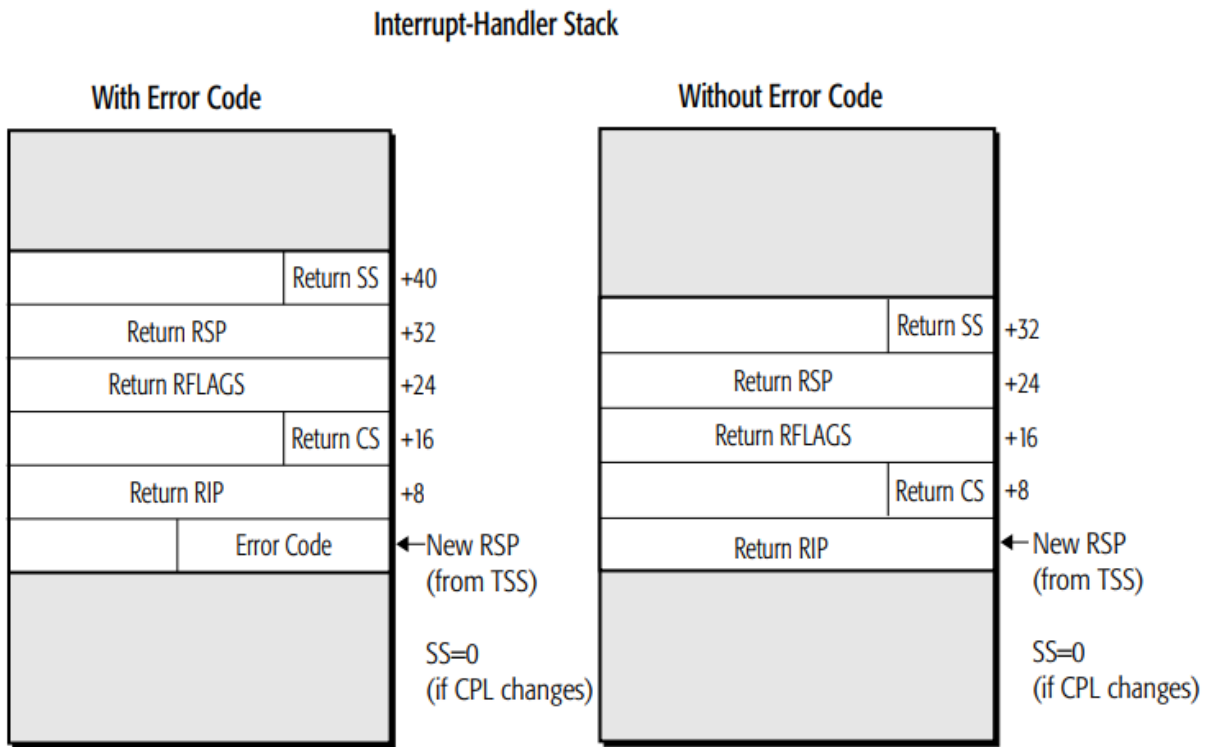 Interrupt-Handler Stack
With Error Code
Return SS +40
Return RSP +32
Return RFLAGS +24
Return CS +16
Return RIP +8
Error Code New RSP
(from TSS)
SS=0
(if CPL changes)
Without Error Code
Return SS +32
Return RSP +24
Return RFLAGS +16
Return CS +8
Return RIP New RSP
(from TSS)
SS=0
(if CPL changes)